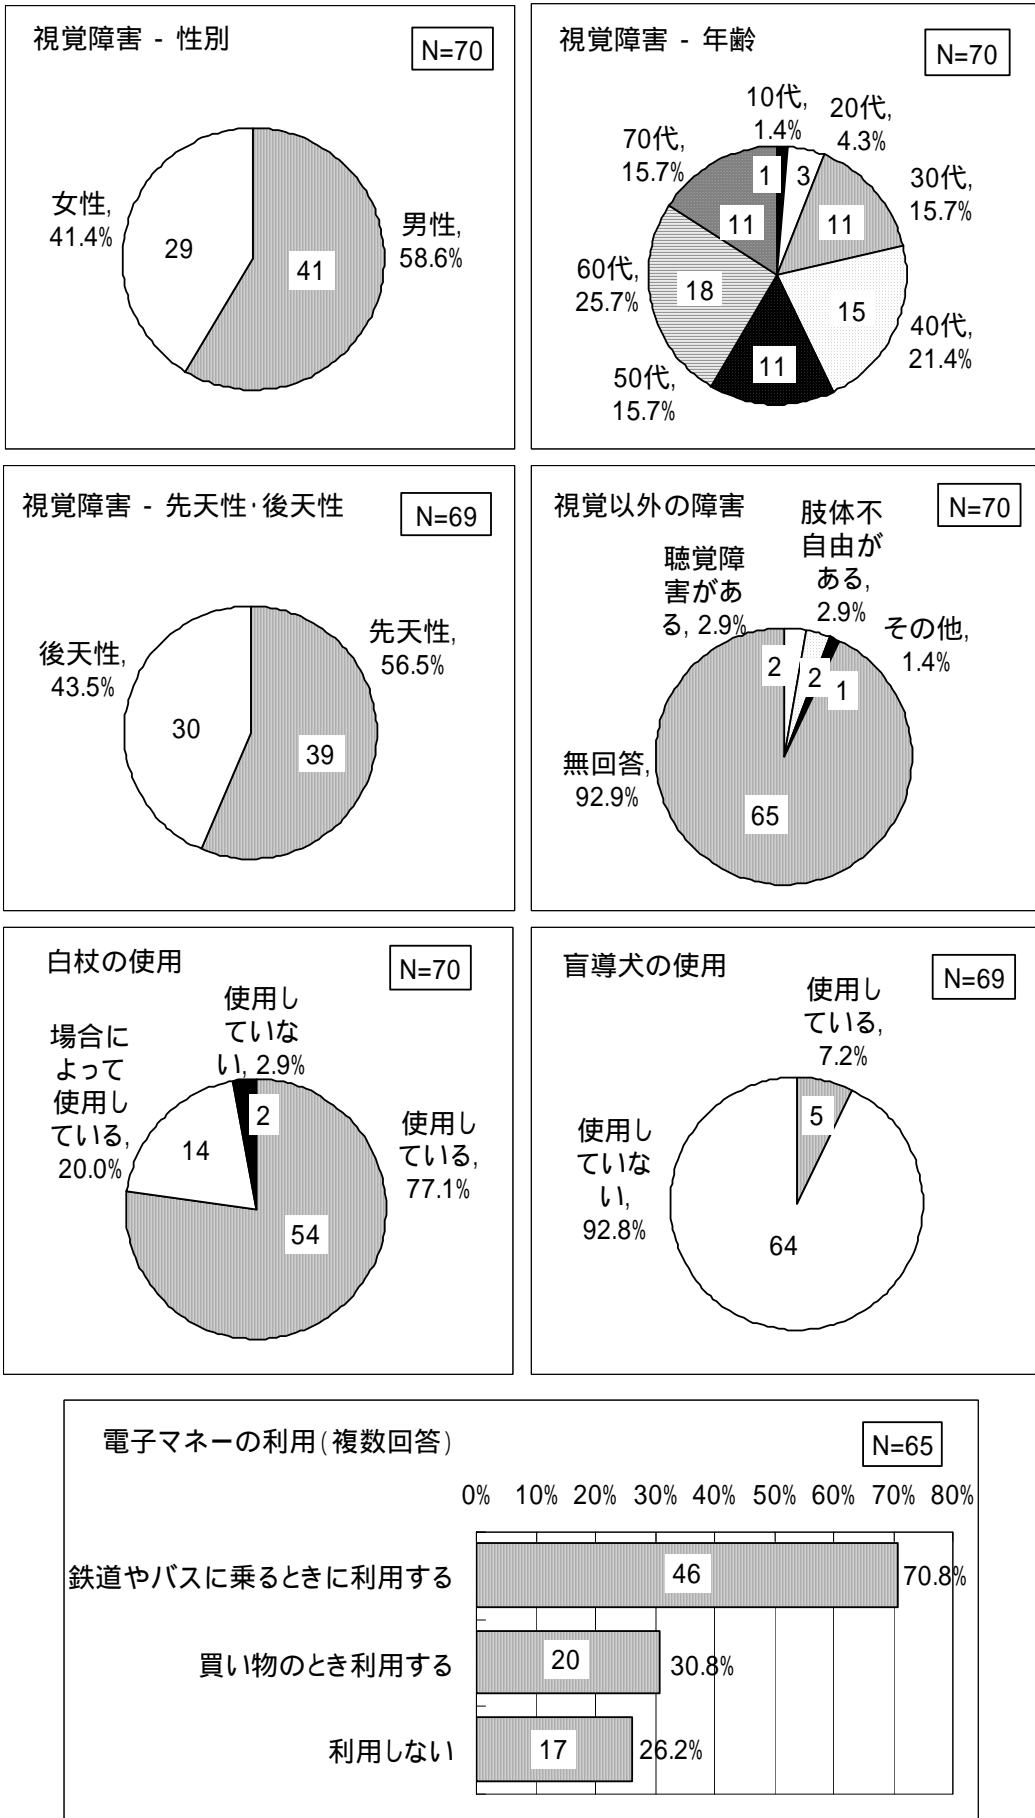 視覚障害 - 性別
N=70
女性,
41.4%
29
男性,
58.6%
41
視覚障害 - 年齢
N=70
10代,
1.4%
20代,
4.3%
70代,
15.7%
30代,
15.7%
1
3
11
11
60代,
25.7%
18
15
40代,
21.4%
11
50代,
15.7%
視覚障害 - 先天性・後天性
N=69
後天性,
43.5%
先天性,
56.5%
30
39
視覚以外の障害
N=70
聴覚障
害があ
る, 2.9%
肢体不
自由が
ある,
2.9%
その他,
1.4%
2
2
1
無回答,
92.9%
65
白杖の使用
N=70
場合に
よって
使用し
ている,
20.0%
使用し
ていな
い, 2.9%
使用し
ている,
77.1%
2
14
54
盲導犬の使用
N=69
使用し
ている,
7.2%
使用し
ていな
い,
92.8%
5
64
電子マネーの利用(複数回答)
N=65
0% 10% 20% 30% 40% 50% 60% 70% 80%
鉄道やバスに乗るときに利用する 46 70.8%
買い物のとき利用する 20 30.8%
利用しない 17 26.2%